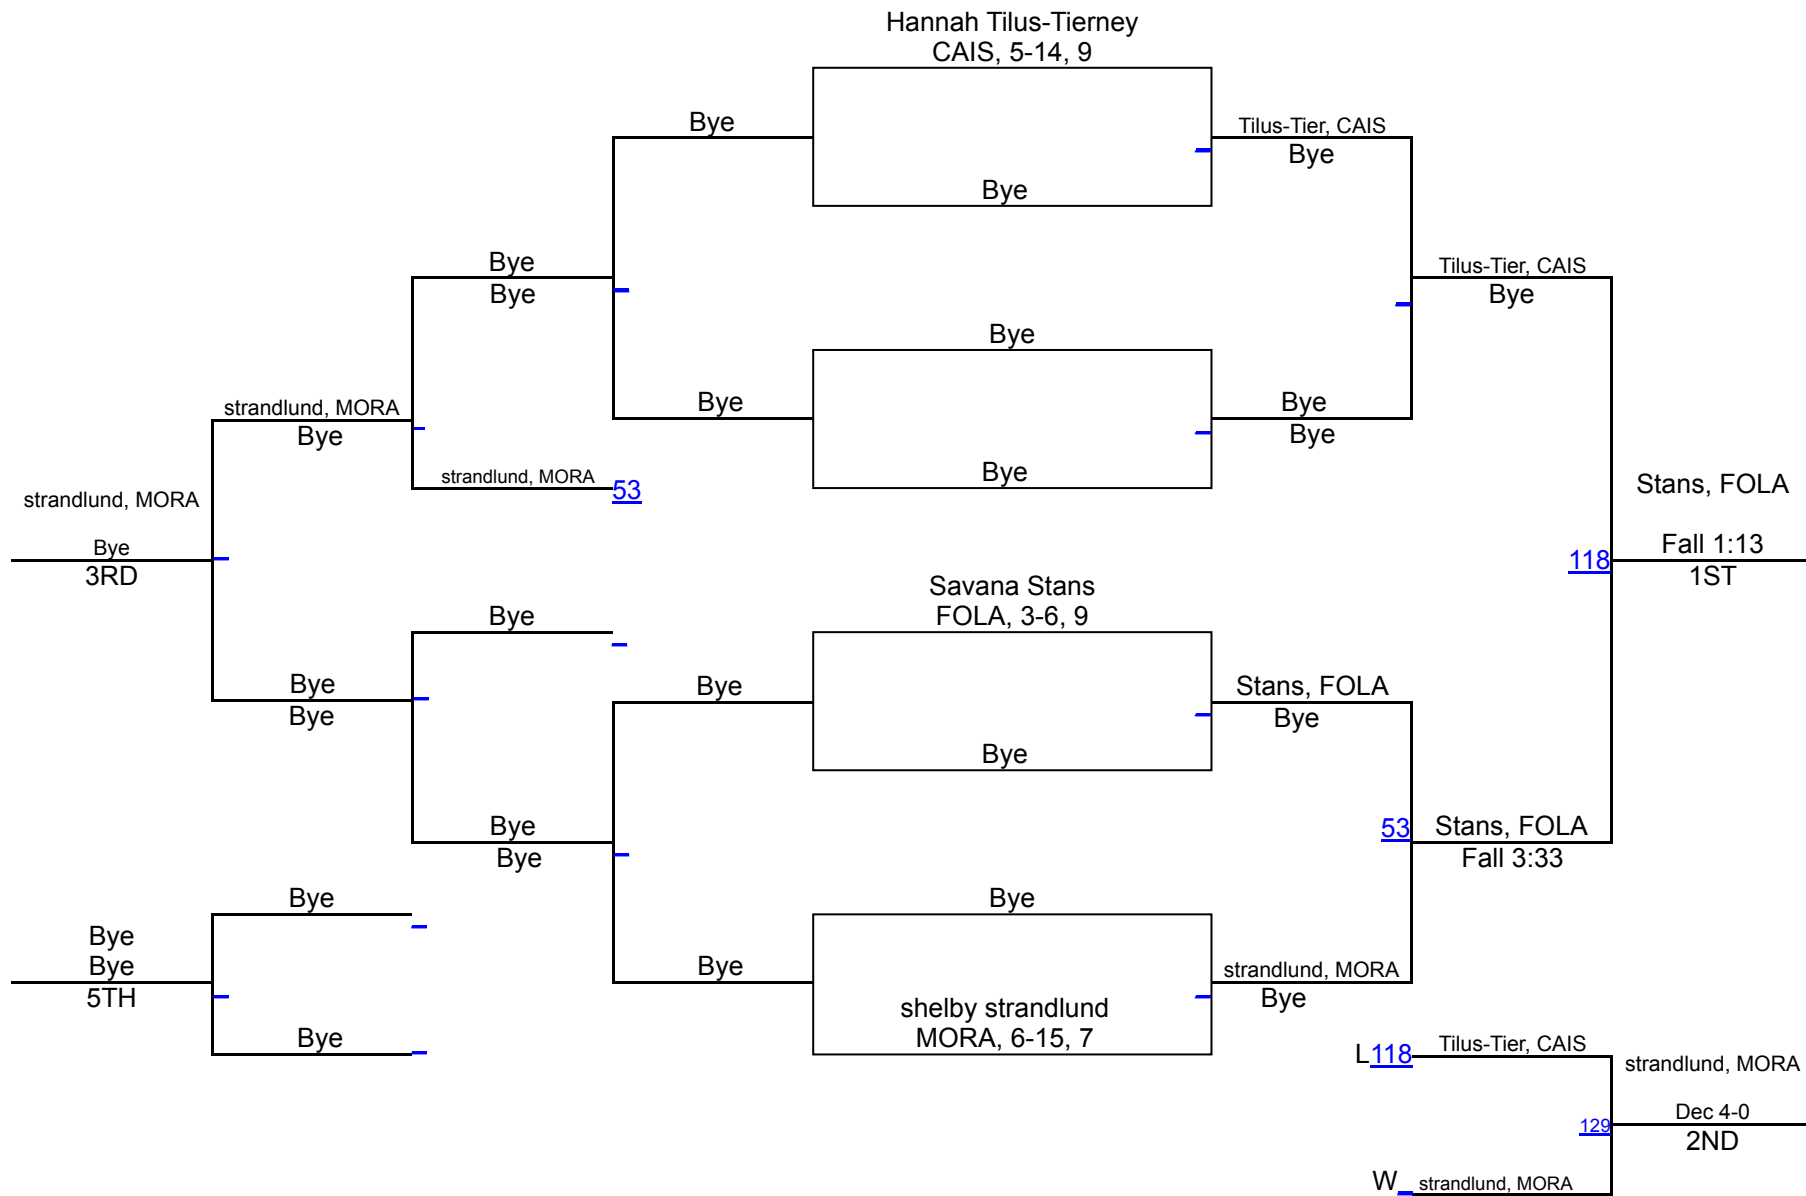 Hannah Tilus-Tierney
CAIS, 5-14, 9
Bye
Tilus-Tier, CAIS
Bye
Bye
Bye
Bye
Tilus-Tier, CAIS
Bye
Bye
strandlund, MORA
Bye
Bye
Bye
Bye
Bye
strandlund, MORA 53
strandlund, MORA
Bye
3RD
Stans, FOLA
118
Fall 1:13
1ST
Savana Stans
FOLA, 3-6, 9
Bye
Bye
Bye
Bye
Stans, FOLA
Bye
Bye
Bye
Bye
53
Stans, FOLA
Fall 3:33
Bye
Bye
Bye
Bye
5TH
Bye
Bye
shelby strandlund
MORA, 6-15, 7
strandlund, MORA
Bye
Bye
L118 Tilus-Tier, CAIS
strandlund, MORA
129
Dec 4-0
2ND
W_ strandlund, MORA